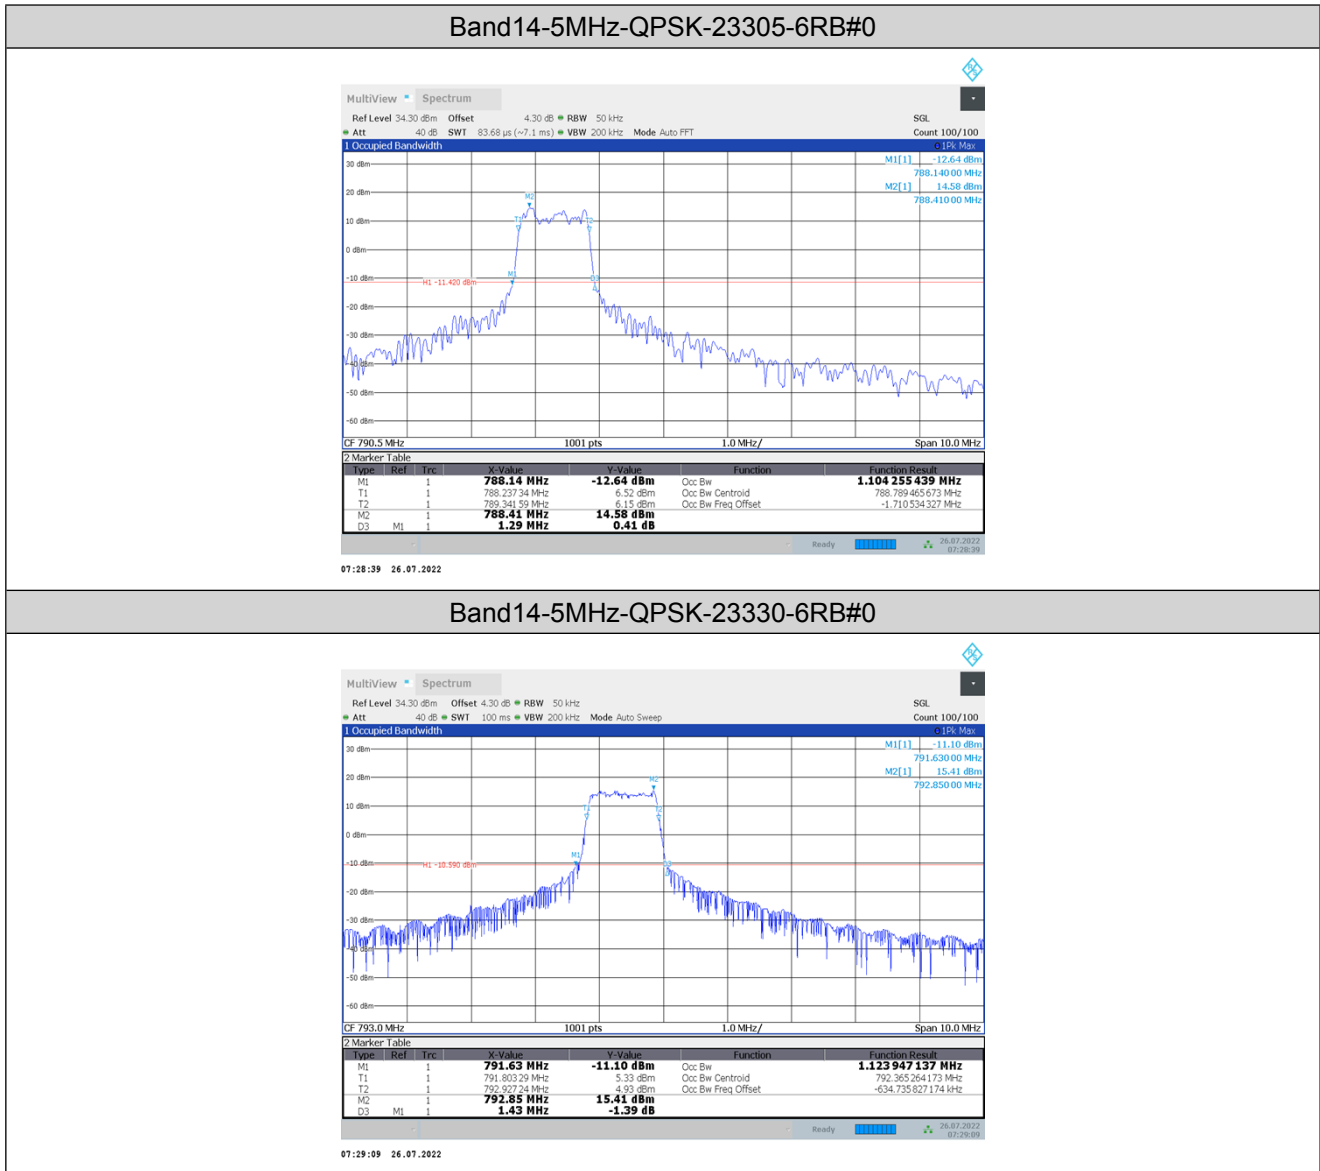 Band14-5MHz-QPSK-23305-6RB#0
MultiView Spectrum
Ref Level 34.30 dBm Offset 4.30 dB RBW 50 kHz SGL
Att 40 dB SWT 83.68 µs (~7.1 ms) VBW 200 kHz Mode Auto FFT Count 100/100
1 Occupied Bandwidth 1Pk Max
M1[1] -12.64 dBm
788.14000 MHz
M2[1] 14.58 dBm
788.41000 MHz
30 dBm
20 dBm
M2
10 dBm
T1
T2
0 dBm
-10 dBm
M1
D3
H1 -11.420 dBm
-20 dBm
-30 dBm
-40 dBm
-50 dBm
-60 dBm
CF 790.5 MHz 1001 pts 1.0 MHz/ Span 10.0 MHz
2 Marker Table
Type Ref Trc X-Value Y-Value Function Function Result
M1 1 788.14 MHz -12.64 dBm Occ Bw 1.104 255 439 MHz
T1 1 788.237 34 MHz 6.52 dBm Occ Bw Centroid 788.789 465 673 MHz
T2 1 789.341 59 MHz 6.15 dBm Occ Bw Freq Offset -1.710 534 327 MHz
M2 1 788.41 MHz 14.58 dBm
D3 M1 1 1.29 MHz 0.41 dB
Ready 26.07.2022
07:28:39
07:28:39 26.07.2022
Band14-5MHz-QPSK-23330-6RB#0
MultiView Spectrum
Ref Level 34.30 dBm Offset 4.30 dB RBW 50 kHz SGL
Att 40 dB SWT 100 ms VBW 200 kHz Mode Auto Sweep Count 100/100
1 Occupied Bandwidth 1Pk Max
M1[1] -11.10 dBm
791.63000 MHz
M2[1] 15.41 dBm
792.85000 MHz
30 dBm
20 dBm
M2
10 dBm
T1
T2
0 dBm
M1
-10 dBm
H1 -10.590 dBm
D3
-20 dBm
-30 dBm
-40 dBm
-50 dBm
-60 dBm
CF 793.0 MHz 1001 pts 1.0 MHz/ Span 10.0 MHz
2 Marker Table
Type Ref Trc X-Value Y-Value Function Function Result
M1 1 791.63 MHz -11.10 dBm Occ Bw 1.123 947 137 MHz
T1 1 791.803 29 MHz 5.33 dBm Occ Bw Centroid 792.365 264 173 MHz
T2 1 792.927 24 MHz 4.93 dBm Occ Bw Freq Offset -634.735 827 174 kHz
M2 1 792.85 MHz 15.41 dBm
D3 M1 1 1.43 MHz -1.39 dB
Ready 26.07.2022
07:29:09
07:29:09 26.07.2022